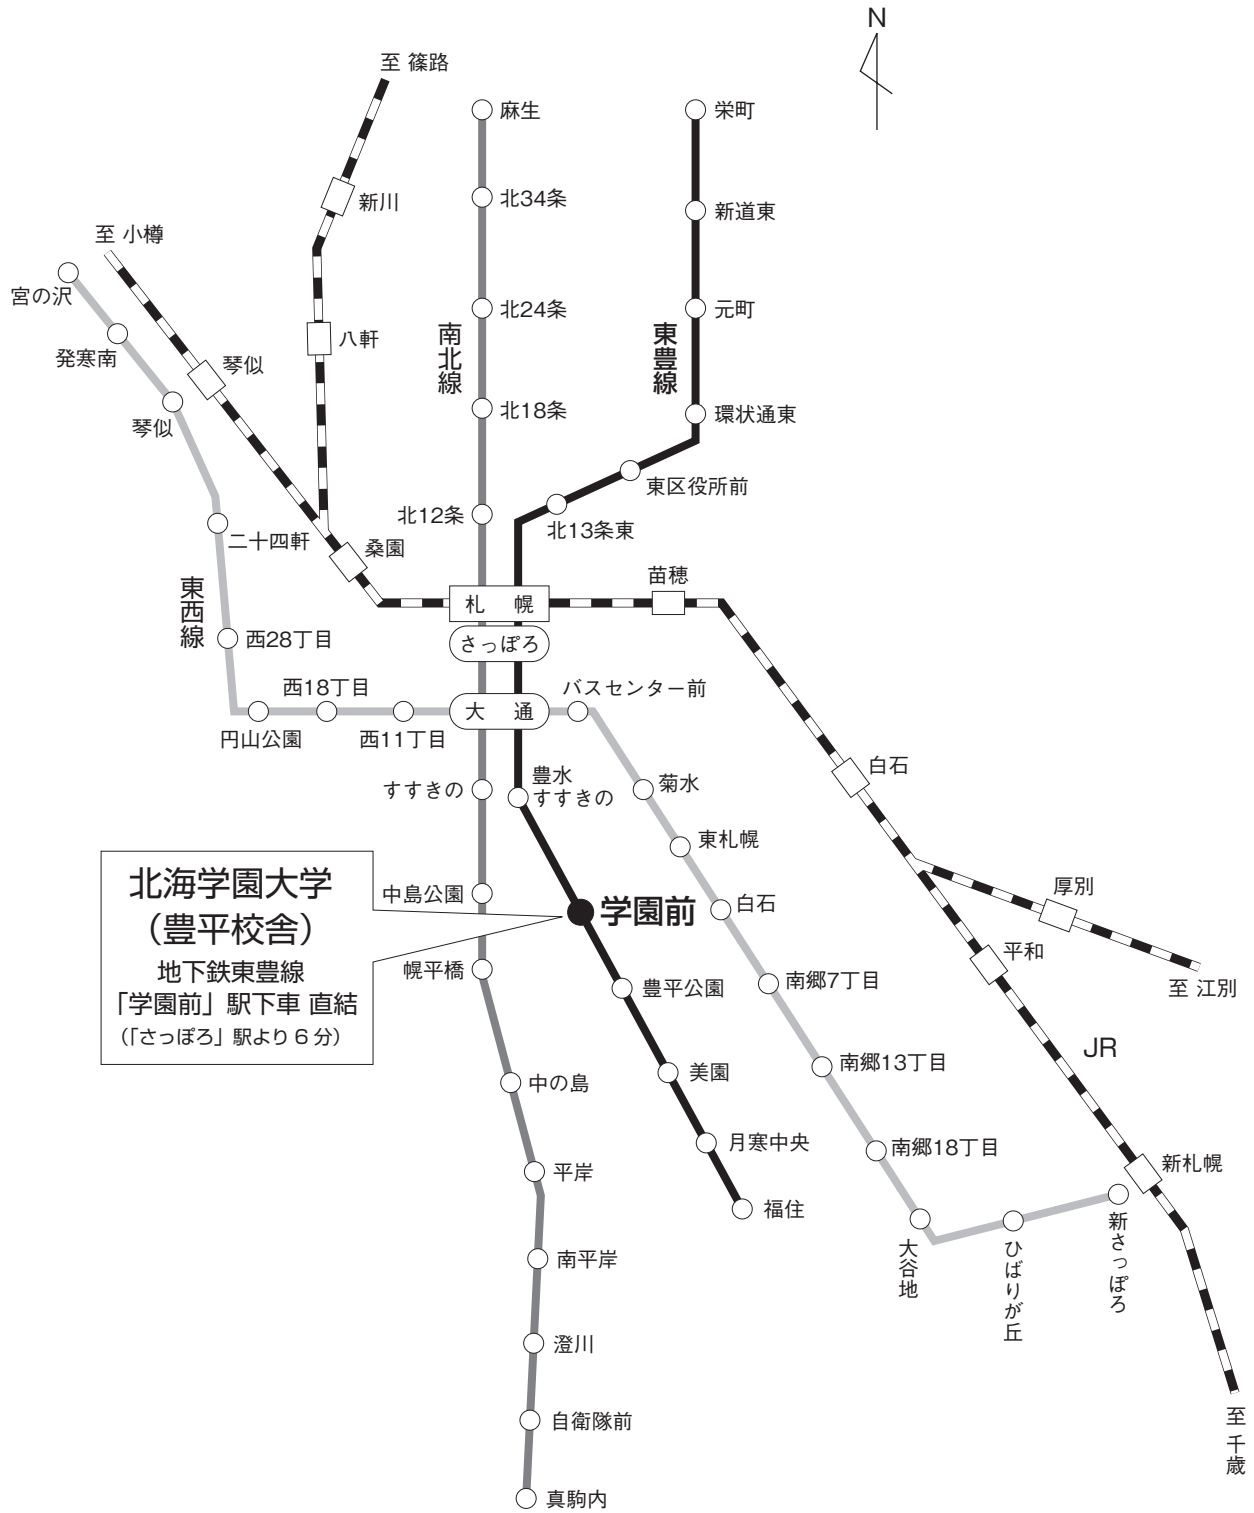 N
至 篠路
麻生
栄町
新川
北34条
新道東
至 小樽
宮の沢
北24条
元町
発寒南
八軒
南北線
東豊線
琴似
琴似
北18条
環状通東
東区役所前
北12条
北13条東
二十四軒
桑園
苗穂
札 幌
東西線
西28丁目
さっぽろ
西18丁目
バスセンター前
大 通
円山公園
西11丁目
白石
豊水
すすきの
すすきの
菊水
東札幌
北海学園大学
(豊平校舎)
地下鉄東豊線
「学園前」駅下車 直結
(「さっぽろ」駅より6分)
中島公園
学園前
白石
厚別
平和
幌平橋
豊平公園
南郷7丁目
至 江別
JR
中の島
美園
南郷13丁目
月寒中央
南郷18丁目
新札幌
平岸
福住
大谷地
ひばりが丘
新さっぽろ
南平岸
澄川
自衛隊前
至 千歳
真駒内